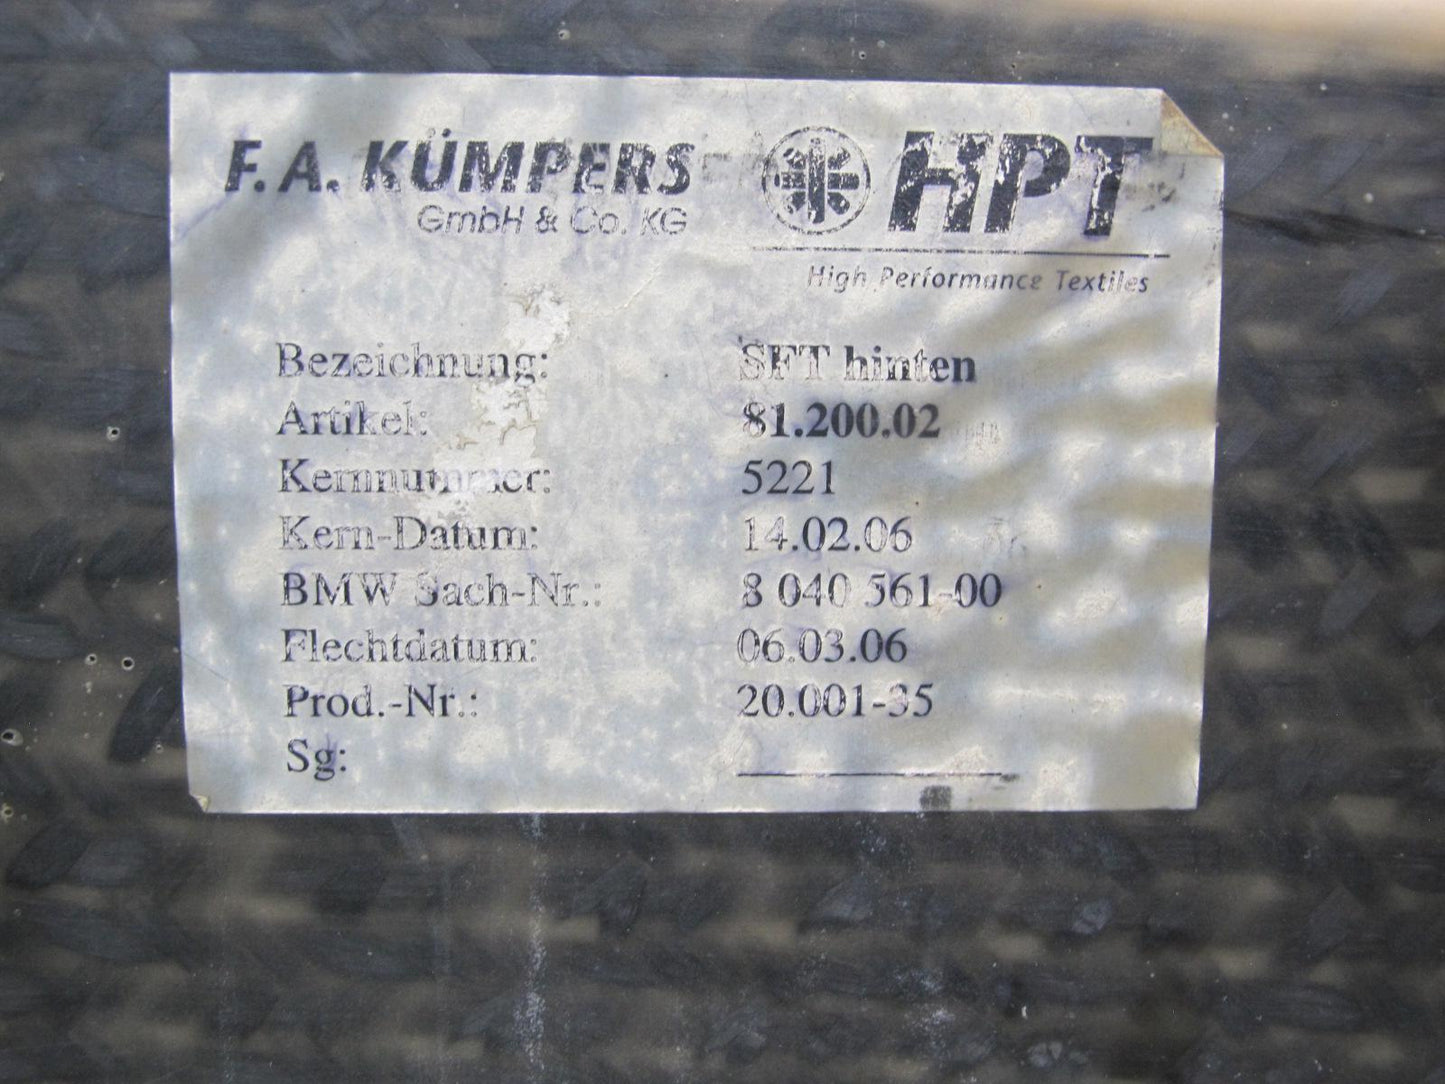 F. A. KÜMPERS
GmbH & Co. KG
HPT
High Performance Textiles
Bezeichnung: SFT hinten
Artikel: 81.200.02
Kernnummer: 5221
Kern-Datum: 14.02.06
BMW Sach-Nr.: 8 040 561-00
Flechtdatum: 06.03.06
Prod.-Nr.: 20.001-35
Sg: